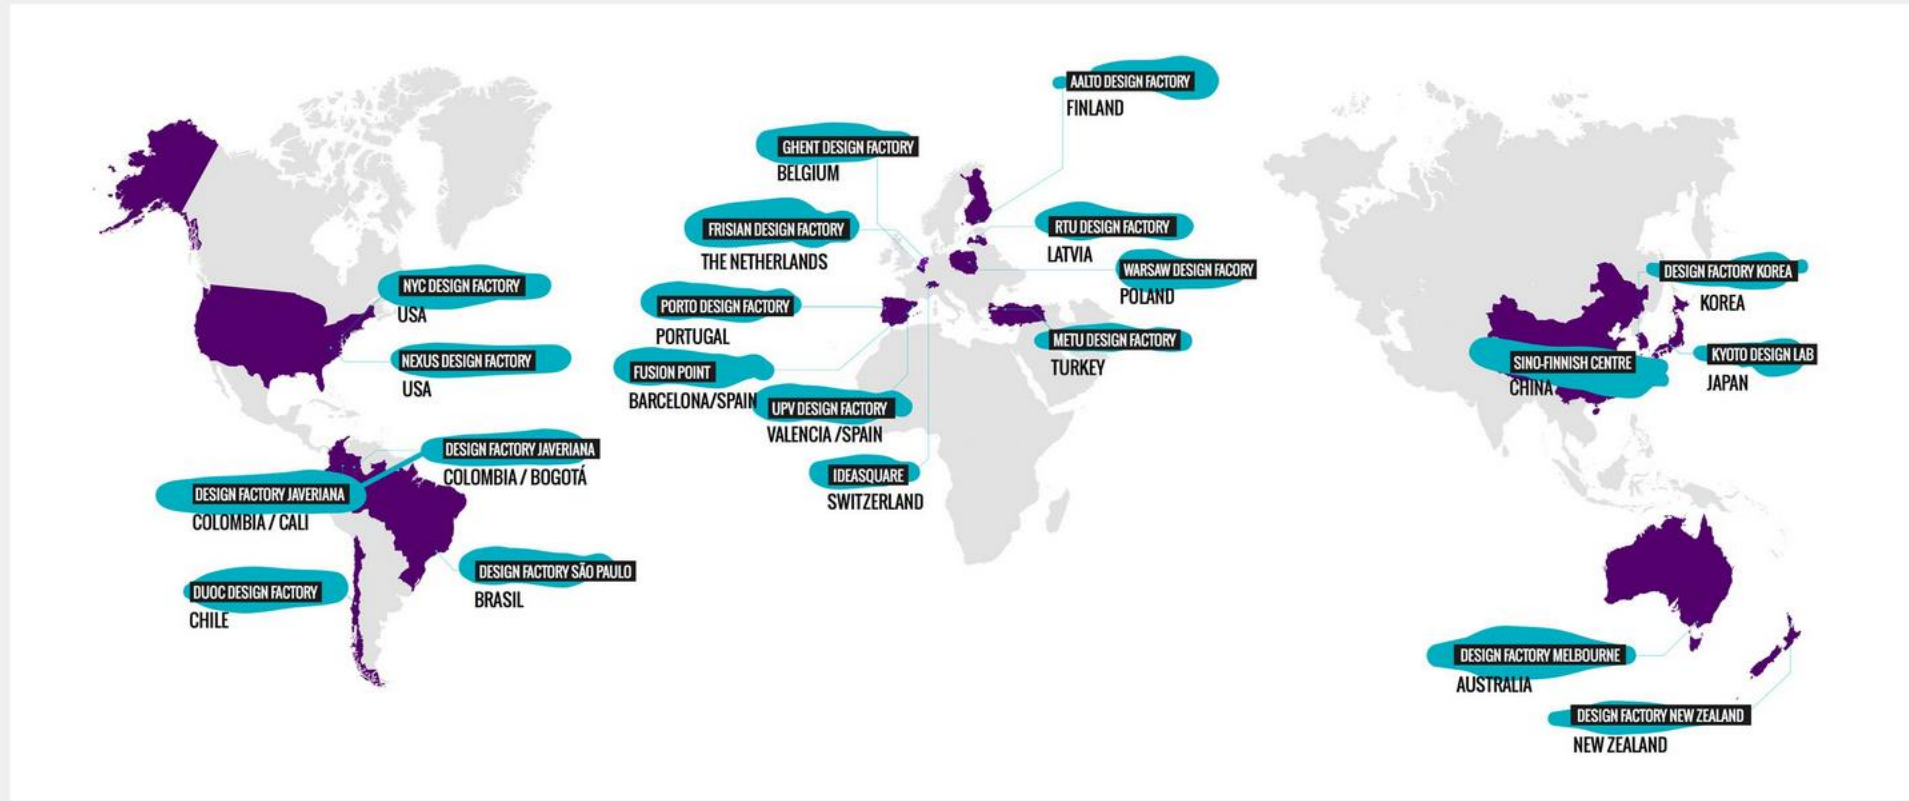 NYC DESIGN FACTORY
USA
NEXUS DESIGN FACTORY
USA
DESIGN FACTORY JAVERIANA
COLOMBIA / BOGOTÁ
DESIGN FACTORY JAVERIANA
COLOMBIA / CALI
DESIGN FACTORY SÃO PAULO
BRASIL
DUOC DESIGN FACTORY
CHILE
AALTO DESIGN FACTORY
FINLAND
GHENT DESIGN FACTORY
BELGIUM
FRISIAN DESIGN FACTORY
THE NETHERLANDS
RTU DESIGN FACTORY
LATVIA
WARSAW DESIGN FACORY
POLAND
PORTO DESIGN FACTORY
PORTUGAL
METU DESIGN FACTORY
TURKEY
FUSION POINT
BARCELONA/SPAIN
UPV DESIGN FACTORY
VALENCIA /SPAIN
IDEASQUARE
SWITZERLAND
DESIGN FACTORY KOREA
KOREA
KYOTO DESIGN LAB
JAPAN
SINO-FINNISH CENTRE
CHINA
DESIGN FACTORY MELBOURNE
AUSTRALIA
DESIGN FACTORY NEW ZEALAND
NEW ZEALAND